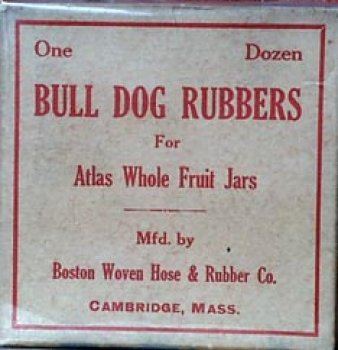 One Dozen
BULL DOG RUBBERS
For
Atlas Whole Fruit Jars
Mfd. by
Boston Woven Hose & Rubber Co.
CAMBRIDGE, MASS.